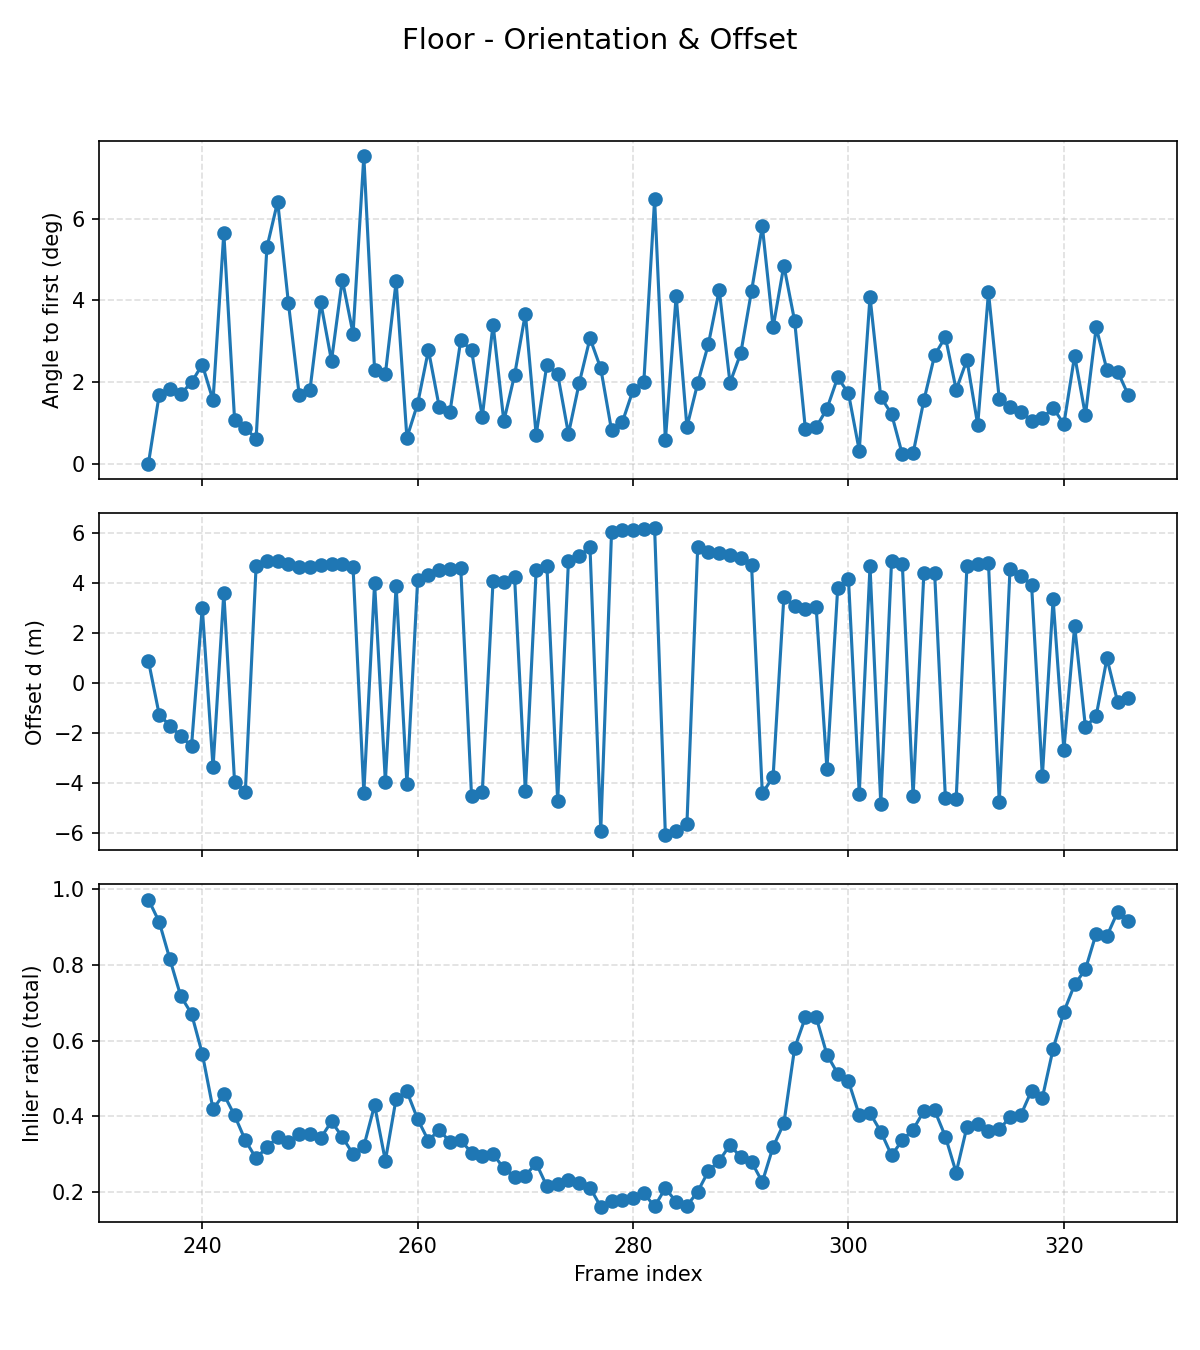 Floor - Orientation & Offset
Angle to first (deg)
6
4
2
0
Offset d (m)
6
4
2
0
−2
−4
−6
Inlier ratio (total)
1.0
0.8
0.6
0.4
0.2
240 260 280 300 320
Frame index